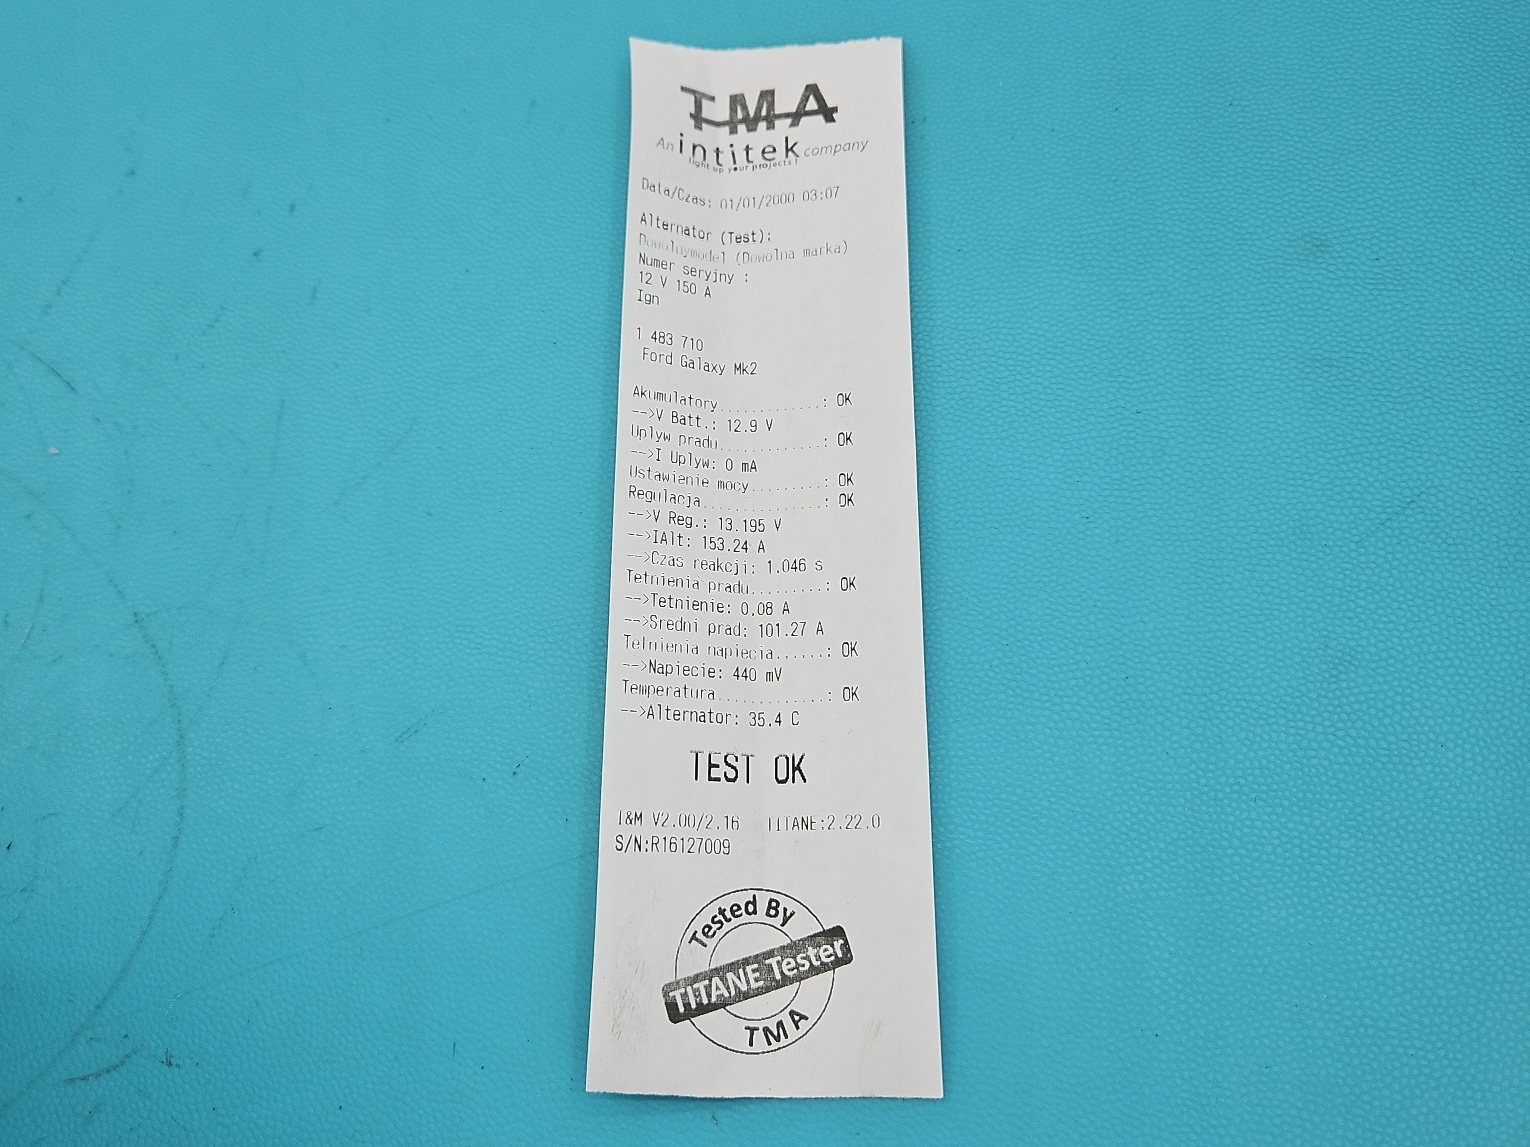 TMA
An intitek company
light up your projects!
Data/Czas: 01/01/2000 03:07
Alternator (Test):
Dowolnymodel (Dowolna marka)
Numer seryjny :
12 V 150 A
Ign
1 483 710
Ford Galaxy Mk2
Akumulatory............: OK
-->V Batt.: 12.9 V
Uplyw pradu............: OK
-->I Uplyw: 0 mA
Ustawienie mocy.........: OK
Regulacja..............: OK
-->V Reg.: 13.195 V
-->IAlt: 153.24 A
-->Czas reakcji: 1.046 s
Tetnienia pradu.........: OK
-->Tetnienie: 0.08 A
-->Sredni prad: 101.27 A
Tetnienia napiecia......: OK
-->Napiecie: 440 mV
Temperatura............: OK
-->Alternator: 35.4 C
TEST OK
I&M V2.00/2.16 TITANE:2.22.0
S/N:R16127009
Tested By
TITANE Tester
TMA